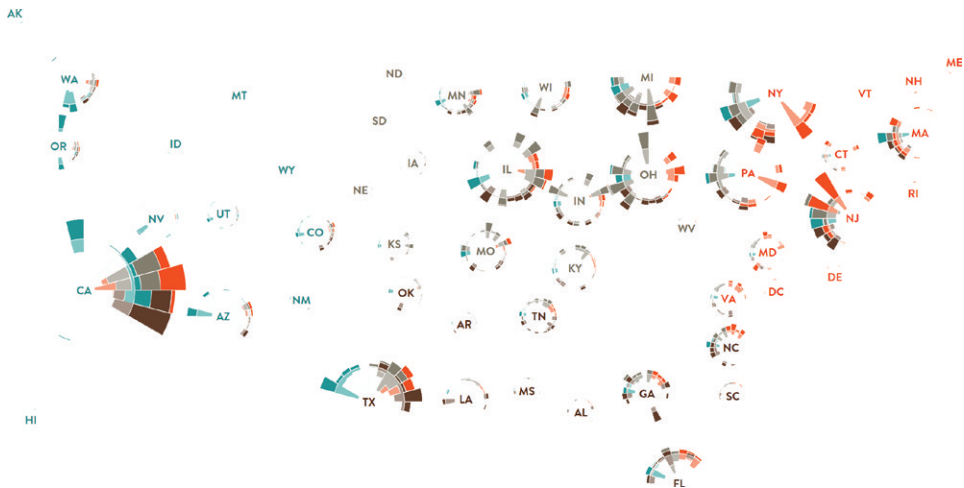 AK
ME
ND
WA
MI
NH
WI
NY
VT
MT
MN
SD
MA
ID
OR
CT
IA
WY
IL
OH
PA
NE
RI
IN
UT
NV
NJ
WV
CO
KS
MO
MD
KY
DE
CA
OK
DC
NM
VA
AZ
TN
AR
NC
MS
GA
SC
LA
TX
AL
HI
FL